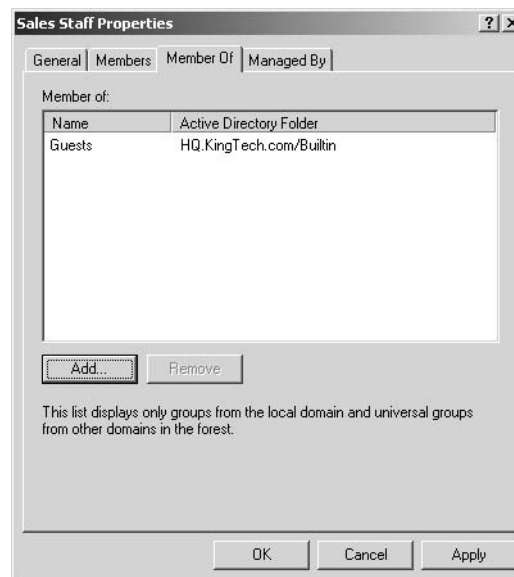 Sales Staff Properties
General Members Member Of Managed By
Member of:
Name Active Directory Folder
Guests HQ.KingTech.com/Builtin
Add... Remove
This list displays only groups from the local domain and universal groups
from other domains in the forest.
OK Cancel Apply